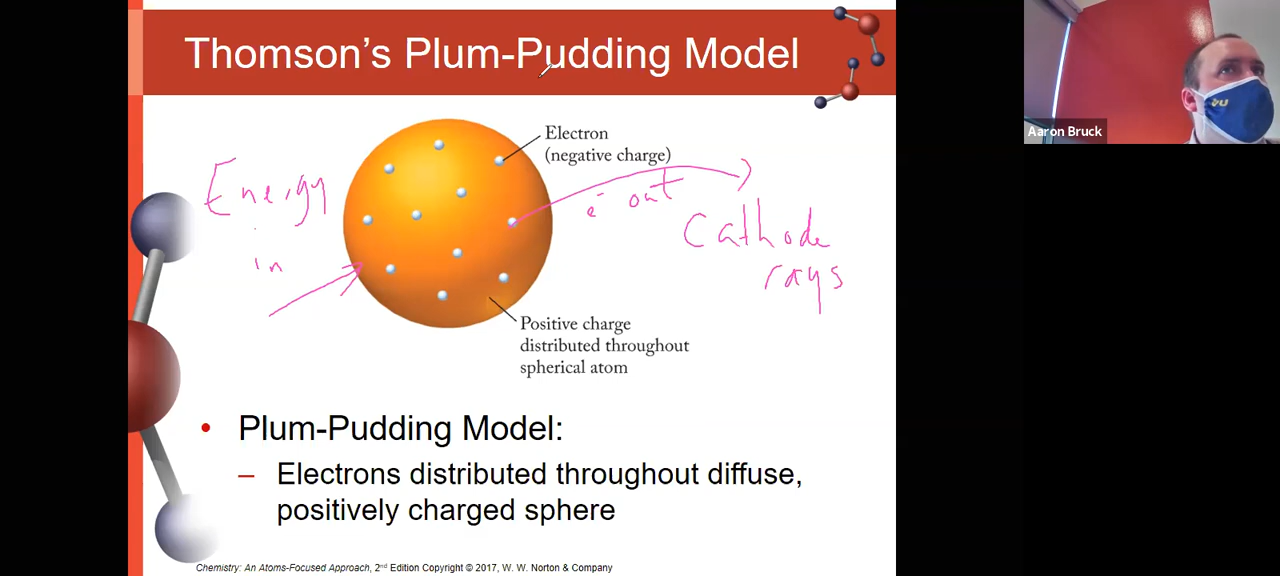 Thomson's Plum-Pudding Model
Electron
(negative charge)
Energy
in
e⁻ out
Cathode
rays
Positive charge
distributed throughout
spherical atom
• Plum-Pudding Model:
– Electrons distributed throughout diffuse,
positively charged sphere
Chemistry: An Atoms-Focused Approach, 2nd Edition Copyright © 2017, W. W. Norton & Company
Aaron Bruck